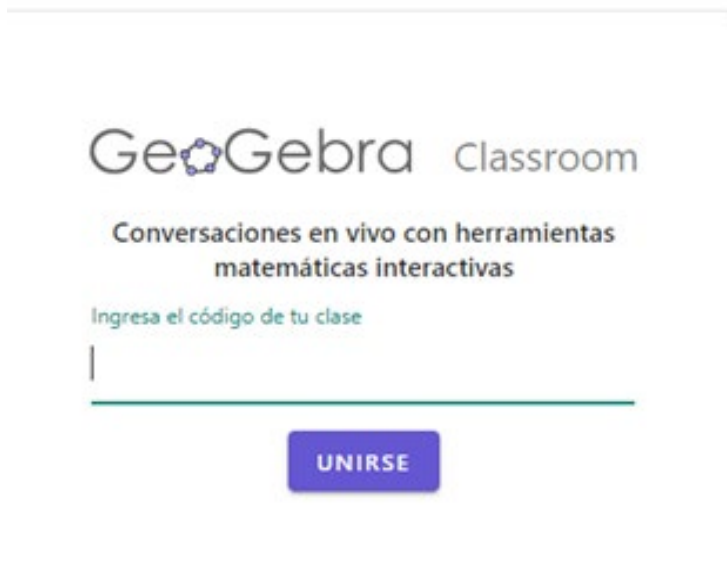 GeoGebra Classroom
Conversaciones en vivo con herramientas
matemáticas interactivas
Ingresa el código de tu clase
UNIRSE